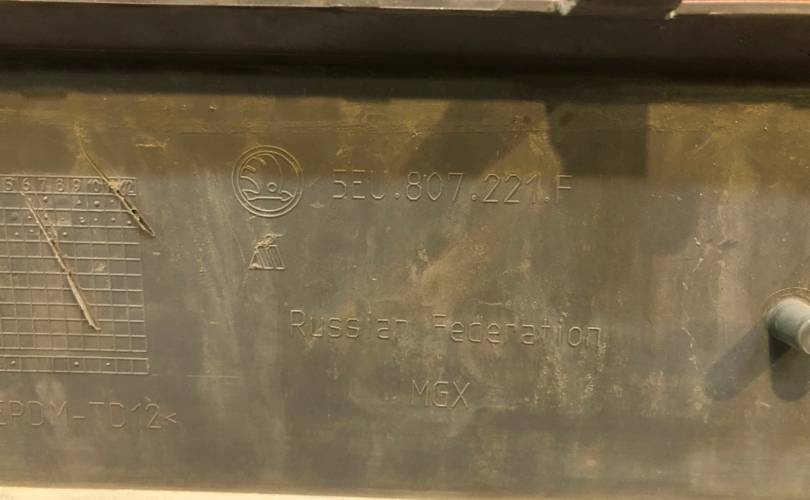 5 6 7 8 9 10 11 12
5EU.807.221.F
Russian Federation
MGX
EPDM-TD12<